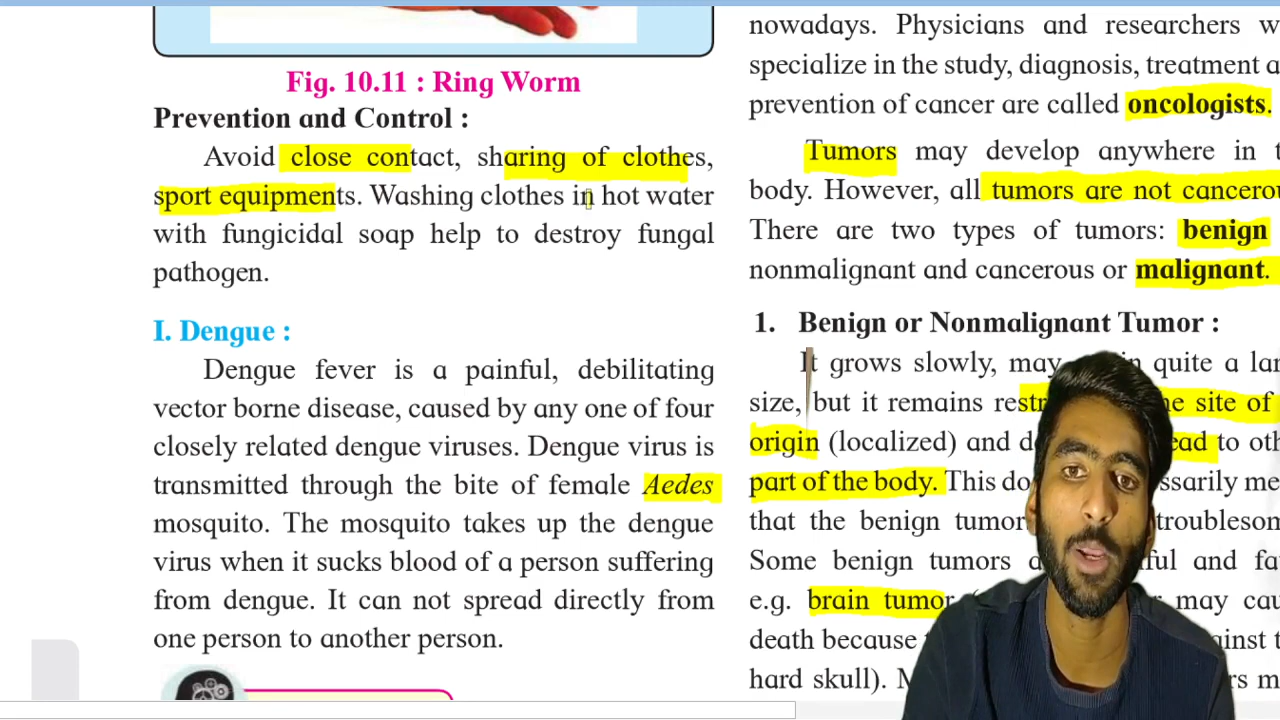 Fig. 10.11 : Ring Worm
Prevention and Control :
Avoid close contact, sharing of clothes,
sport equipments. Washing clothes in hot water
with fungicidal soap help to destroy fungal
pathogen.
I. Dengue :
Dengue fever is a painful, debilitating
vector borne disease, caused by any one of four
closely related dengue viruses. Dengue virus is
transmitted through the bite of female Aedes
mosquito. The mosquito takes up the dengue
virus when it sucks blood of a person suffering
from dengue. It can not spread directly from
one person to another person.
nowadays. Physicians and researchers
specialize in the study, diagnosis, treatment
prevention of cancer are called oncologists.
Tumors may develop anywhere in
body. However, all tumors are not
There are two types of tumors: benign
nonmalignant and cancerous or malignant.
1. Benign or Nonmalignant Tumor :
It grows slowly, may quite a
size, but it remains site of
origin (localized) and to
part of the body. This
that the benign tumor
Some benign tumors and
e.g. brain tumor may
death because
hard skull).